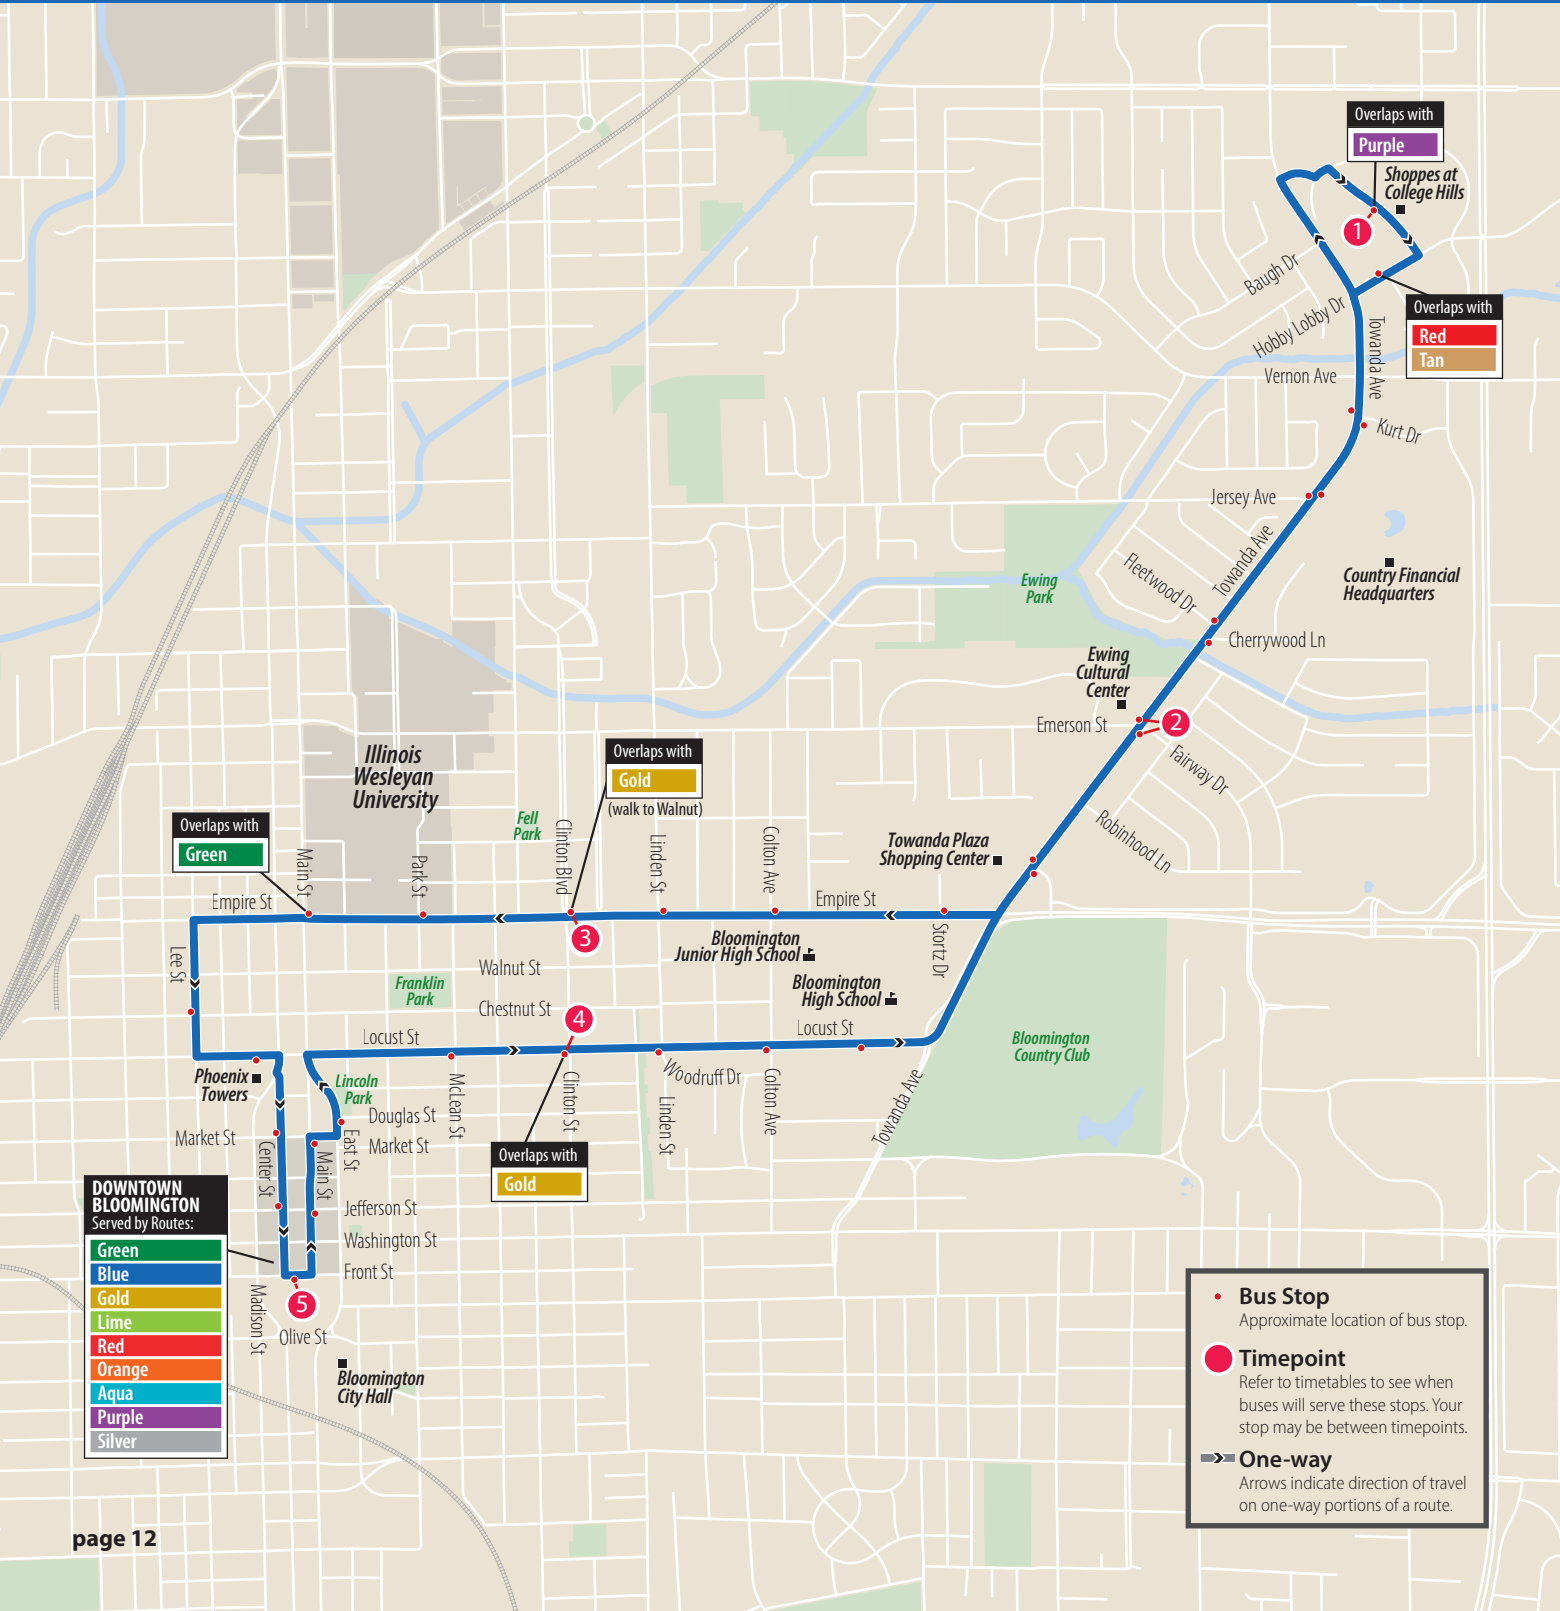 Overlaps with
Purple
Shoppes at
College Hills
1
Baugh Dr
Hobby Lobby Dr
Towanda Ave
Overlaps with
Red
Tan
Vernon Ave
Kurt Dr
Jersey Ave
Towanda Ave
Fleetwood Dr
Country Financial
Headquarters
Ewing
Park
Cherrywood Ln
Ewing
Cultural
Center
Emerson St
2
Fairway Dr
Robinhood Ln
Illinois
Wesleyan
University
Overlaps with
Gold
(walk to Walnut)
Fell
Park
Clinton Blvd
Linden St
Colton Ave
Towanda Plaza
Shopping Center
Overlaps with
Green
Main St
Park St
Empire St
Empire St
3
Stortz Dr
Bloomington
Junior High School
Lee St
Walnut St
Franklin
Park
Bloomington
High School
Chestnut St
4
Locust St
Locust St
Bloomington
Country Club
Phoenix
Towers
Lincoln
Park
McLean St
Clinton St
Woodruff Dr
Linden St
Colton Ave
Towanda Ave
Douglas St
Market St
Market St
Center St
Main St
East St
Overlaps with
Gold
DOWNTOWN
BLOOMINGTON
Served by Routes:
Green
Blue
Gold
Lime
Red
Orange
Aqua
Purple
Silver
Jefferson St
Washington St
Front St
Madison St
5
Olive St
Bloomington
City Hall
Bus Stop
Approximate location of bus stop.
Timepoint
Refer to timetables to see when
buses will serve these stops. Your
stop may be between timepoints.
One-way
Arrows indicate direction of travel
on one-way portions of a route.
page 12